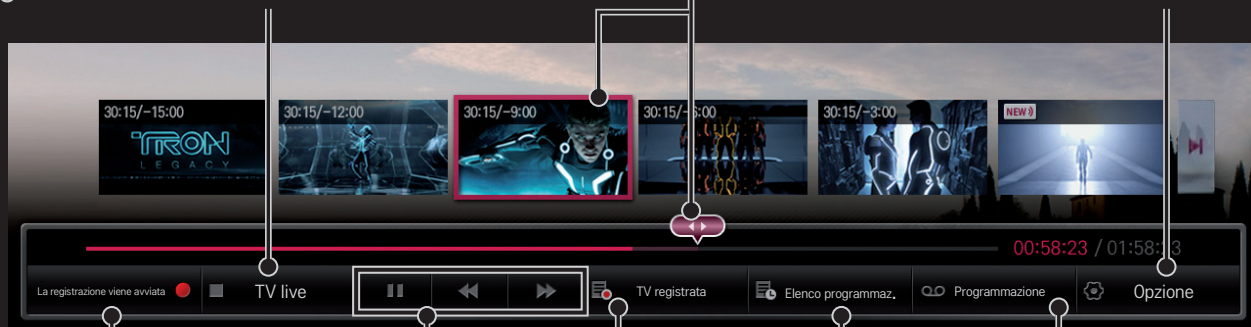 30:15/-15:00
30:15/-12:00
30:15/-9:00
30:15/-6:00
30:15/-3:00
NEW
TRON
LEGACY
00:58:23 / 01:58:23
La registrazione viene avviata
TV live
TV registrata
Elenco programmaz.
Programmazione
Opzione